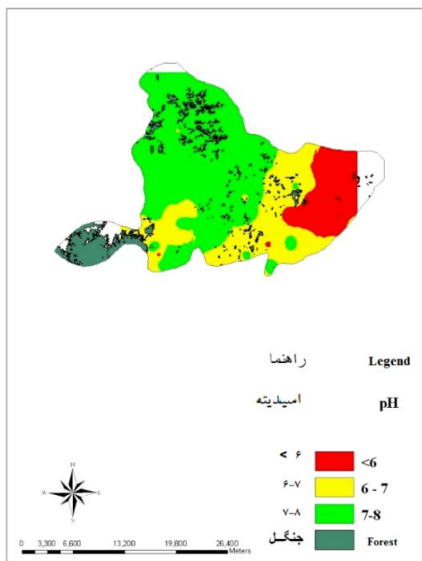 راهنما Legend
اسیدیته pH
< ۶ <6
۶-۷ 6 - 7
۷-۸ 7-8
جنگل Forest
N
W E
S
0 3,300 6,600 13,200 19,800 26,400
Meters